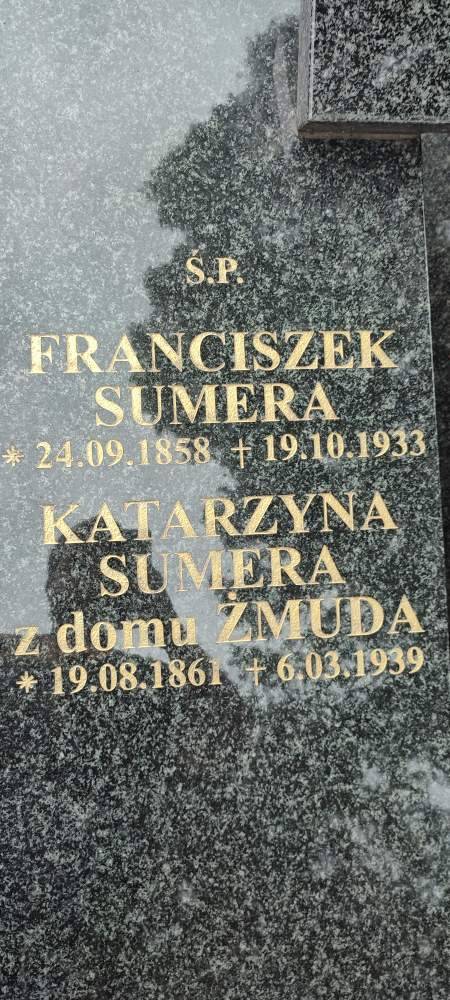 Ś.P.
FRANCISZEK
SUMERA
* 24.09.1858 † 19.10.1933
KATARZYNA
SUMERA
z domu ŻMUDA
* 19.08.1861 † 6.03.1939